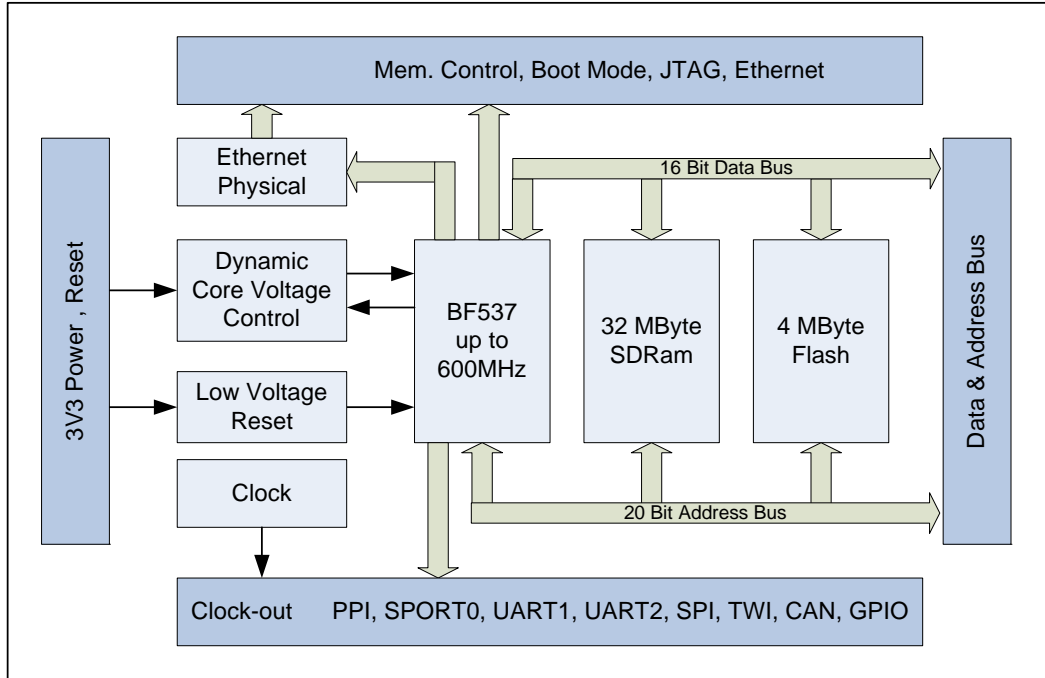 Mem. Control, Boot Mode, JTAG, Ethernet
Ethernet
Physical
16 Bit Data Bus
3V3 Power , Reset
Dynamic
Core Voltage
Control
BF537
up to
600MHz
32 MByte
SDRam
4 MByte
Flash
Data & Address Bus
Low Voltage
Reset
Clock
20 Bit Address Bus
Clock-out PPI, SPORT0, UART1, UART2, SPI, TWI, CAN, GPIO